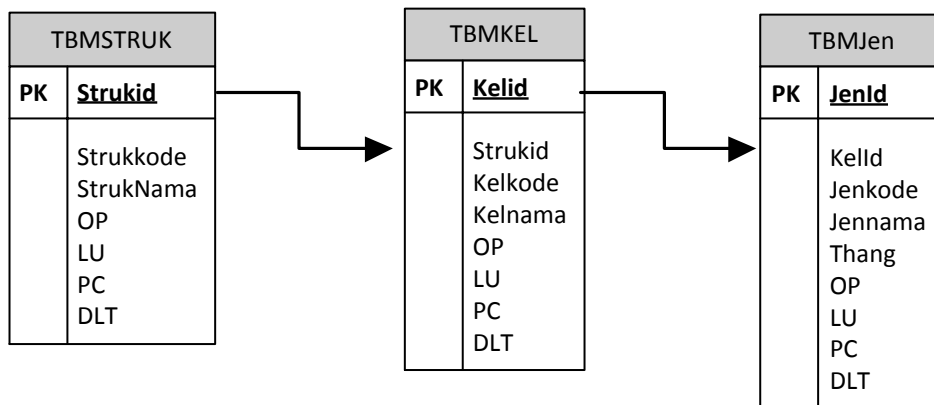 TBMSTRUK
PK Strukid
Strukkode
StrukNama
OP
LU
PC
DLT
TBMKEL
PK Kelid
Strukid
Kelkode
Kelnama
OP
LU
PC
DLT
TBMJen
PK JenId
KelId
Jenkode
Jennama
Thang
OP
LU
PC
DLT